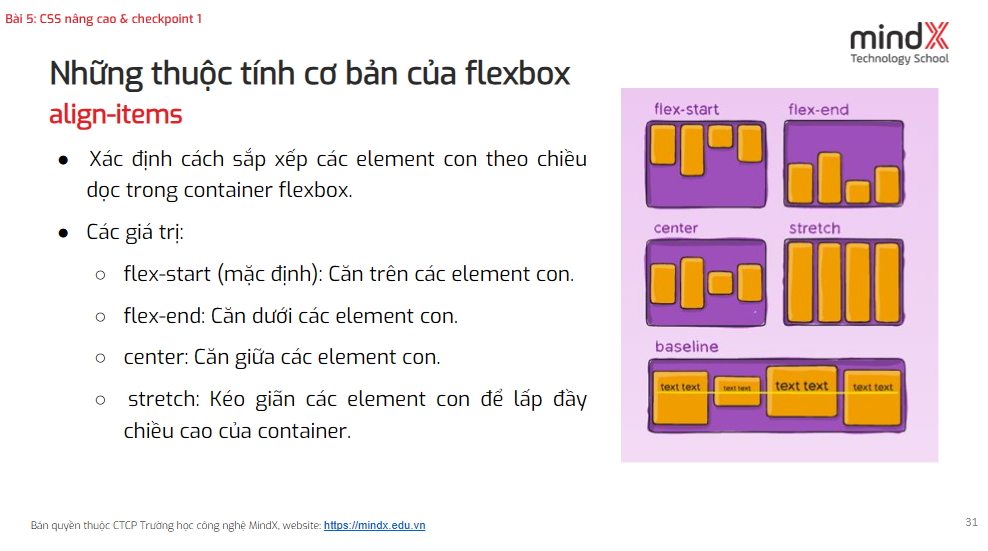 Bài 5: CSS nâng cao & checkpoint 1
mindX
Technology School
Những thuộc tính cơ bản của flexbox
align-items
● Xác định cách sắp xếp các element con theo chiều
dọc trong container flexbox.
● Các giá trị:
○ flex-start (mặc định): Căn trên các element con.
○ flex-end: Căn dưới các element con.
○ center: Căn giữa các element con.
○ stretch: Kéo giãn các element con để lấp đầy
chiều cao của container.
flex-start
flex-end
center
stretch
baseline
text text
text text
text text
text text
Bản quyền thuộc CTCP Trường học công nghệ MindX, website: https://mindx.edu.vn
31